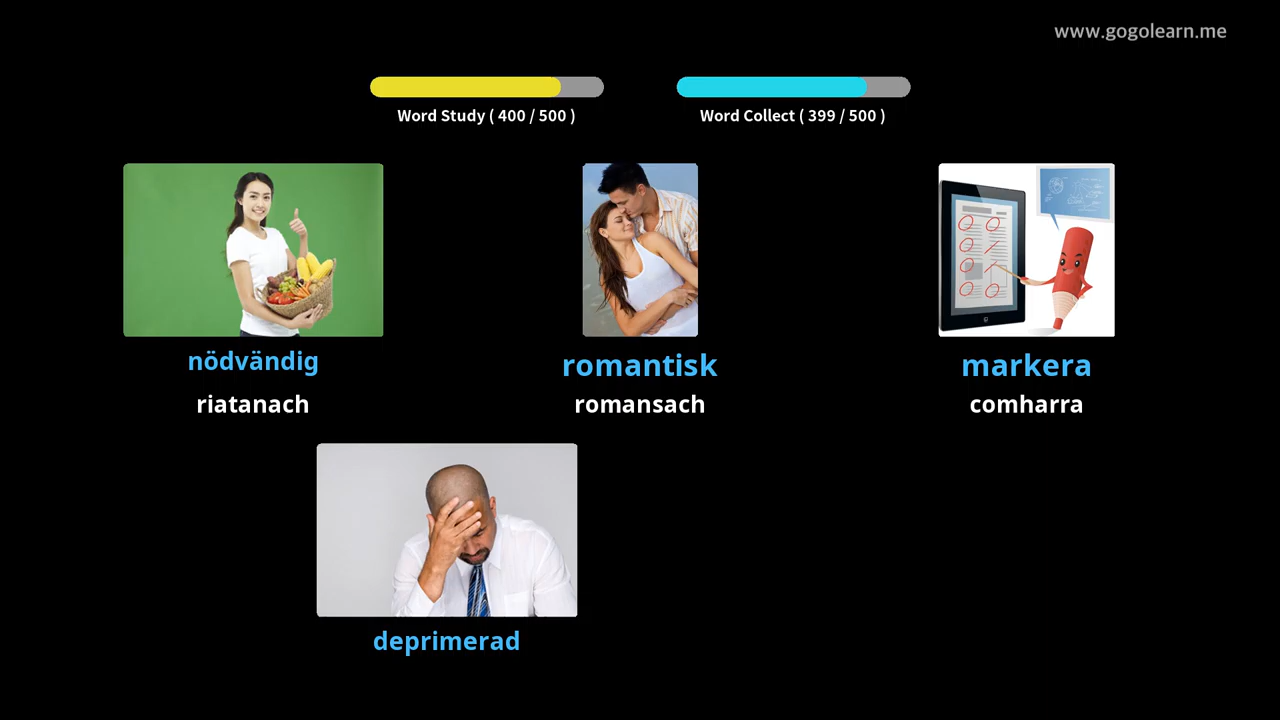 www.gogolearn.me
Word Study ( 400 / 500 )
Word Collect ( 399 / 500 )
nödvändig
romantisk
markera
riatanach
romansach
comharra
deprimerad